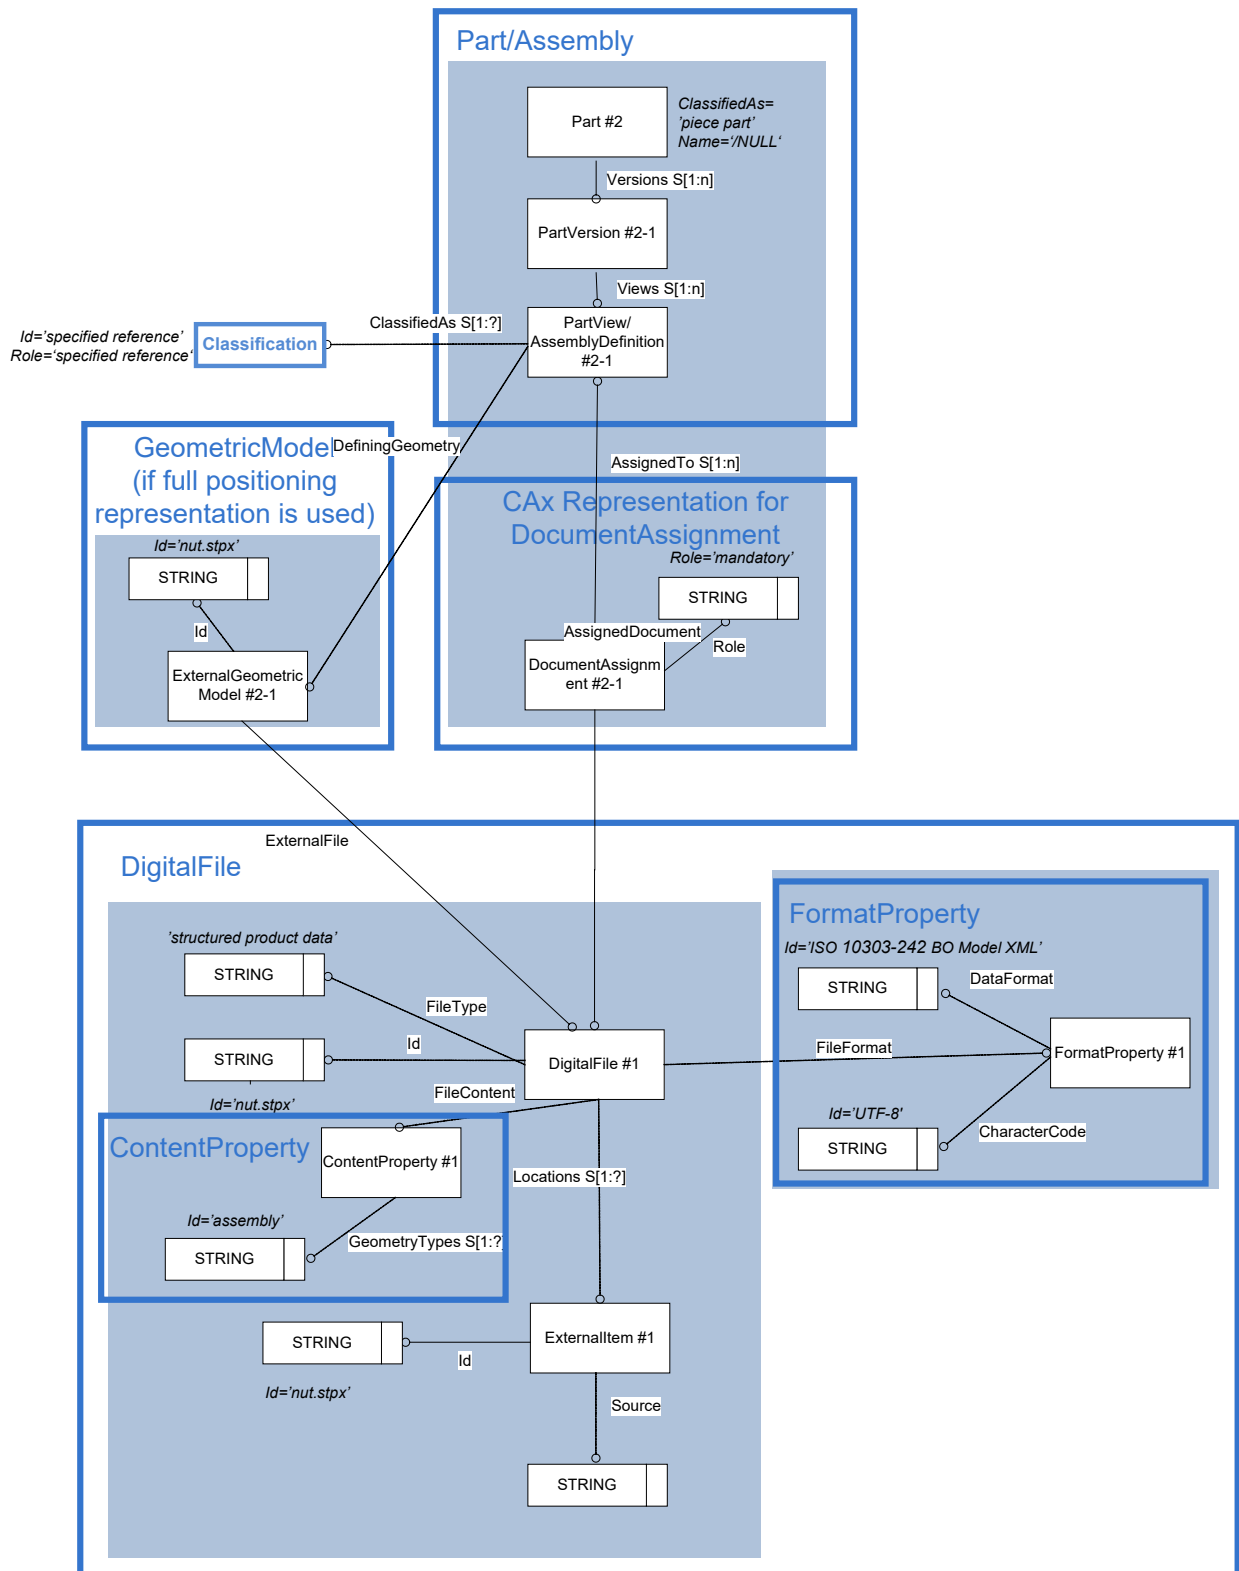 Part/Assembly
Part #2
ClassifiedAs=
'piece part'
Name=‘/NULL‘
Versions S[1:n]
PartVersion #2-1
Views S[1:n]
ClassifiedAs S[1:?]
PartView/
AssemblyDefinition
#2-1
Id=’specified reference’
Role=‘specified reference‘
Classification
GeometricModel
(if full positioning
representation is used)
DefiningGeometry
AssignedTo S[1:n]
CAx Representation for
DocumentAssignment
Id=’nut.stpx’
STRING
Role=’mandatory’
STRING
Id
AssignedDocument
Role
ExternalGeometric
Model #2-1
DocumentAssignm
ent #2-1
ExternalFile
DigitalFile
FormatProperty
’structured product data’
STRING
FileType
Id='ISO 10303-242 BO Model XML’
STRING
DataFormat
Id
STRING
Id=’nut.stpx’
DigitalFile #1
FileFormat
FormatProperty #1
FileContent
Id=’UTF-8'
STRING
CharacterCode
ContentProperty
ContentProperty #1
Locations S[1:?]
Id=’assembly’
STRING
GeometryTypes S[1:?]
STRING
Id
ExternalItem #1
Id=’nut.stpx’
Source
STRING